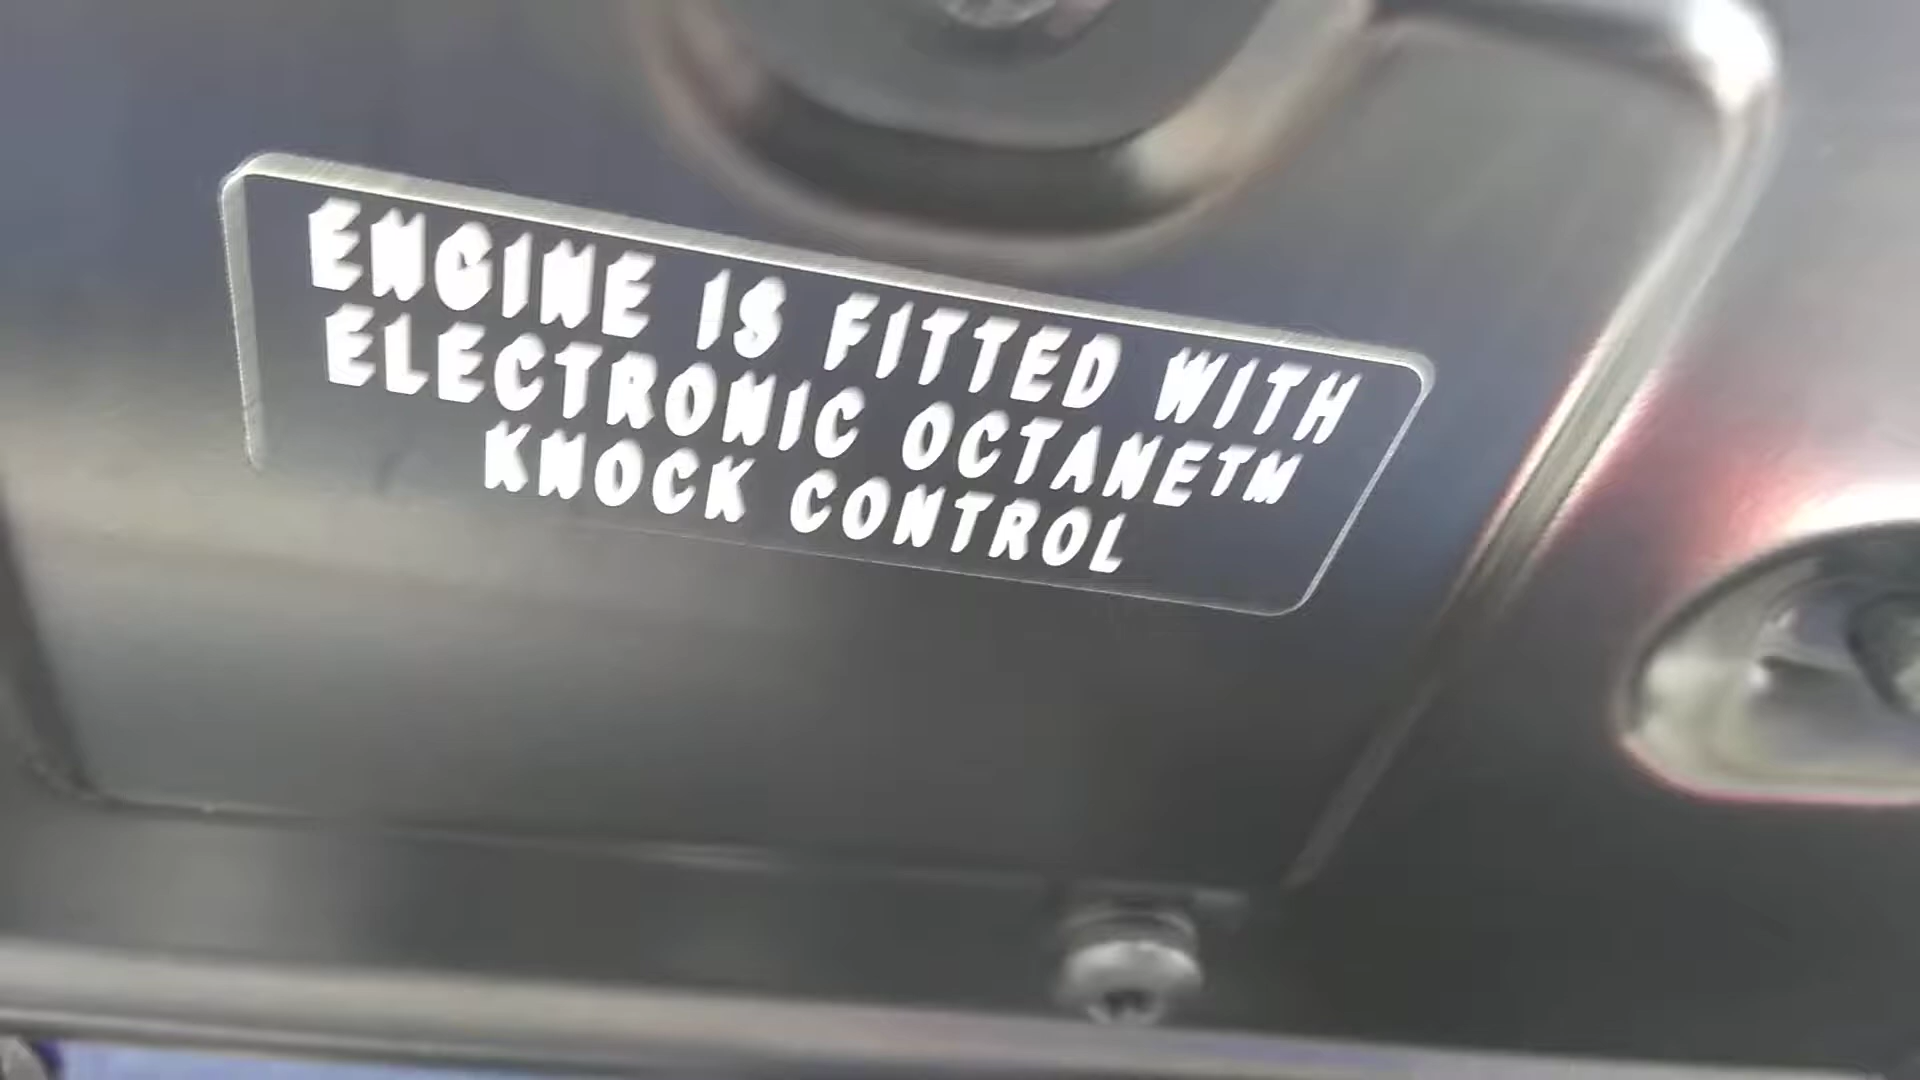 ENGINE IS FITTED WITH
ELECTRONIC OCTANE™
KNOCK CONTROL